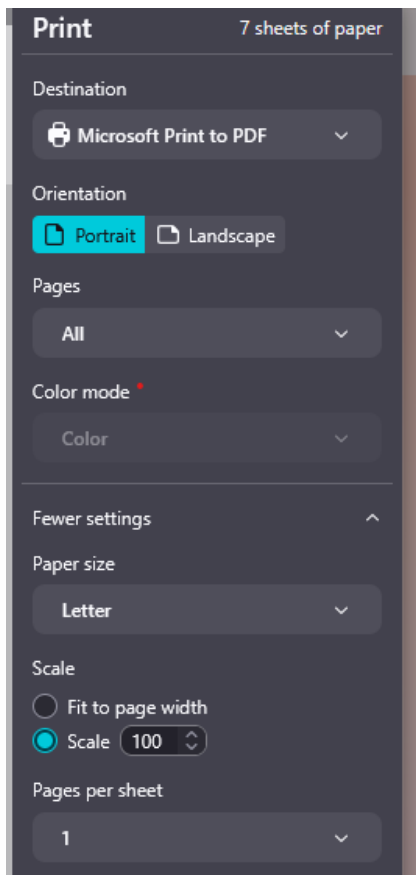 Print 7 sheets of paper
Destination
Microsoft Print to PDF
Orientation
Portrait Landscape
Pages
All
Color mode *
Color
Fewer settings
Paper size
Letter
Scale
Fit to page width
Scale 100
Pages per sheet
1